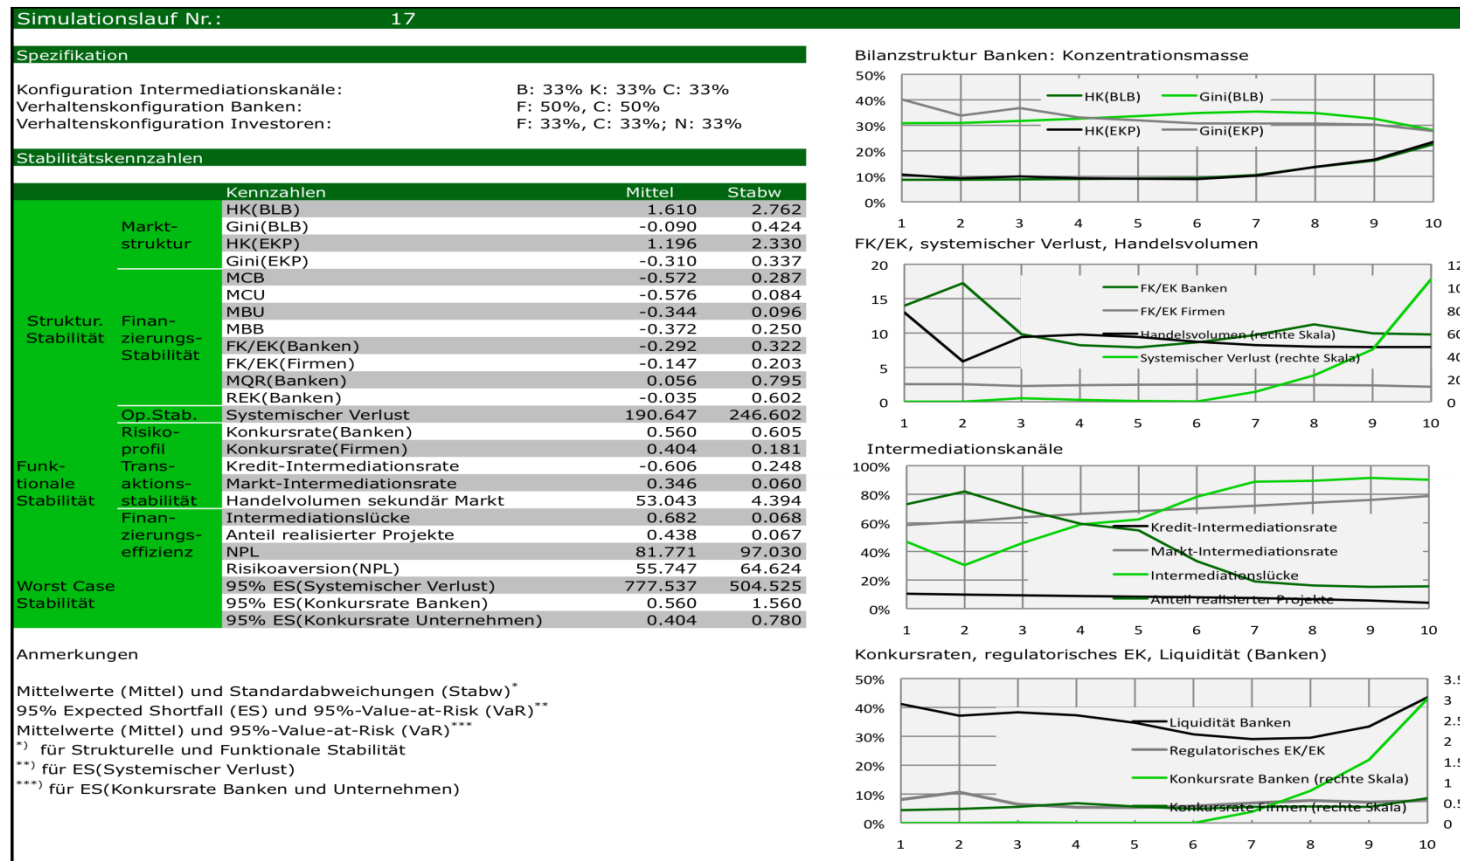 Simulationslauf Nr.: 17
Spezifikation
Konfiguration Intermediationskanäle: B: 33% K: 33% C: 33%
Verhaltenskonfiguration Banken: F: 50%, C: 50%
Verhaltenskonfiguration Investoren: F: 33%, C: 33%; N: 33%
Stabilitätskennzahlen
Kennzahlen Mittel Stabw
HK(BLB) 1.610 2.762
Markt- Gini(BLB) -0.090 0.424
struktur HK(EKP) 1.196 2.330
Gini(EKP) -0.310 0.337
MCB -0.572 0.287
MCU -0.576 0.084
MBU -0.344 0.096
Struktur. Finan- MBB -0.372 0.250
Stabilität zierungs- FK/EK(Banken) -0.292 0.322
Stabilität FK/EK(Firmen) -0.147 0.203
MQR(Banken) 0.056 0.795
REK(Banken) -0.035 0.602
Op.Stab. Systemischer Verlust 190.647 246.602
Risiko- Konkursrate(Banken) 0.560 0.605
profil Konkursrate(Firmen) 0.404 0.181
Funk- Trans- Kredit-Intermediationsrate -0.606 0.248
tionale aktions- Markt-Intermediationsrate 0.346 0.060
Stabilität stabilität Handelvolumen sekundär Markt 53.043 4.394
Finan- Intermediationslücke 0.682 0.068
zierungs- Anteil realisierter Projekte 0.438 0.067
effizienz NPL 81.771 97.030
Risikoaversion(NPL) 55.747 64.624
Worst Case 95% ES(Systemischer Verlust) 777.537 504.525
Stabilität 95% ES(Konkursrate Banken) 0.560 1.560
95% ES(Konkursrate Unternehmen) 0.404 0.780
Anmerkungen
Mittelwerte (Mittel) und Standardabweichungen (Stabw)*
95% Expected Shortfall (ES) und 95%-Value-at-Risk (VaR)**
Mittelwerte (Mittel) und 95%-Value-at-Risk (VaR)***
*) für Strukturelle und Funktionale Stabilität
**) für ES(Systemischer Verlust)
***) für ES(Konkursrate Banken und Unternehmen)
Bilanzstruktur Banken: Konzentrationsmasse
50%
40%
30%
20%
10%
0%
HK(BLB) Gini(BLB)
HK(EKP) Gini(EKP)
1 2 3 4 5 6 7 8 9 10
FK/EK, systemischer Verlust, Handelsvolumen
20
15
10
5
0
FK/EK Banken
FK/EK Firmen
Handelsvolumen (rechte Skala)
Systemischer Verlust (rechte Skala)
20
0
1 2 3 4 5 6 7 8 9 10
Intermediationskanäle
100%
80%
60%
40%
20%
0%
Kredit-Intermediationsrate
Markt-Intermediationsrate
Intermediationslücke
Anteil realisierter Projekte
1 2 3 4 5 6 7 8 9 10
Konkursraten, regulatorisches EK, Liquidität (Banken)
50%
40%
30%
20%
10%
0%
Liquidität Banken
Regulatorisches EK/EK
Konkursrate Banken (rechte Skala)
Konkursrate Firmen (rechte Skala)
3.5
3
2
1.5
1
0.5
0
1 2 3 4 5 6 7 8 9 10